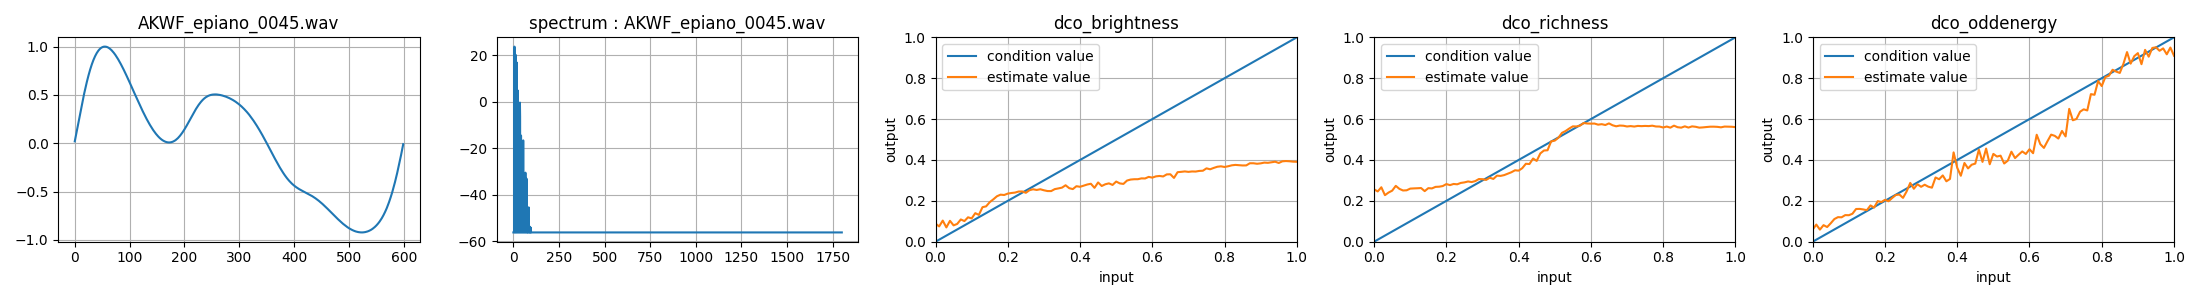 AKWF_epiano_0045.wav
1.0
0.5
0.0
−0.5
−1.0
0 100 200 300 400 500 600
spectrum : AKWF_epiano_0045.wav
20
0
−20
−40
−60
0 250 500 750 1000 1250 1500 1750
dco_brightness
condition value
estimate value
output
1.0
0.8
0.6
0.4
0.2
0.0
0.0 0.2 0.4 0.6 0.8 1.0
input
dco_richness
condition value
estimate value
output
1.0
0.8
0.6
0.4
0.2
0.0
0.0 0.2 0.4 0.6 0.8 1.0
input
dco_oddenergy
condition value
estimate value
output
1.0
0.8
0.6
0.4
0.2
0.0
0.0 0.2 0.4 0.6 0.8 1.0
input